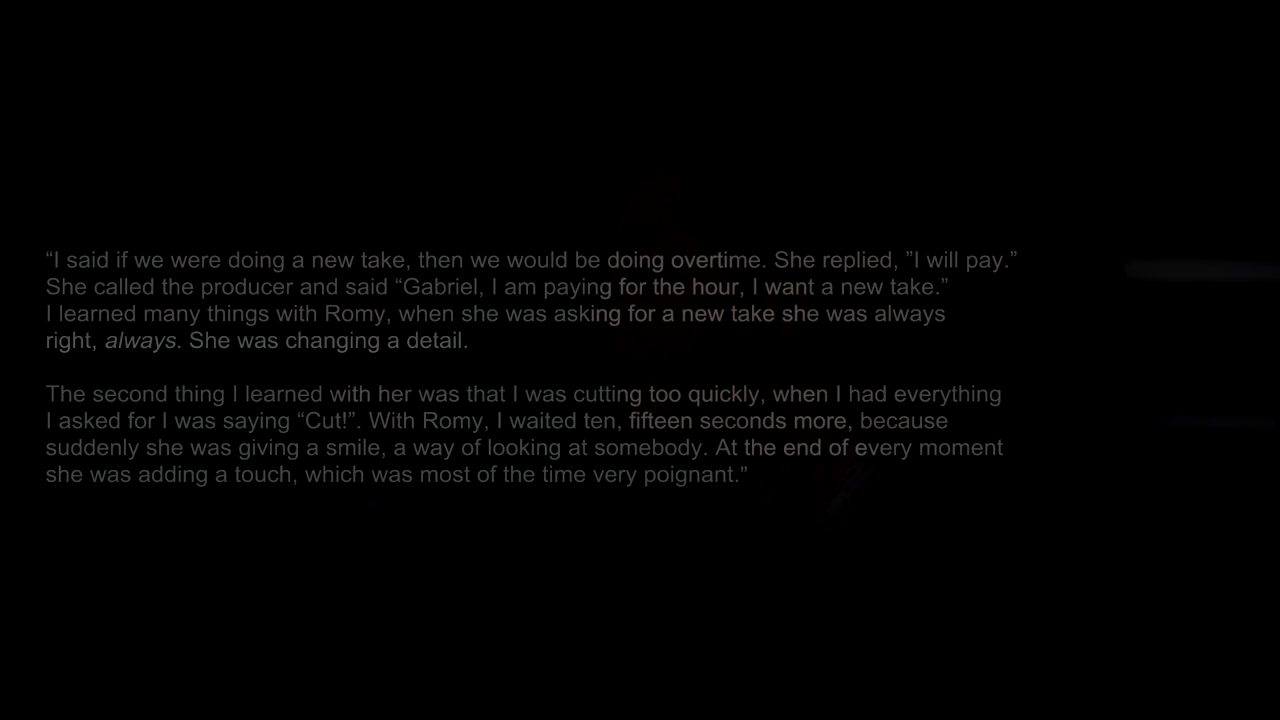 “I said if we were doing a new take, then we would be doing overtime. She replied, ”I will pay.”
She called the producer and said “Gabriel, I am paying for the hour, I want a new take.”
I learned many things with Romy, when she was asking for a new take she was always
right, always. She was changing a detail.
The second thing I learned with her was that I was cutting too quickly, when I had everything
I asked for I was saying “Cut!”. With Romy, I waited ten, fifteen seconds more, because
suddenly she was giving a smile, a way of looking at somebody. At the end of every moment
she was adding a touch, which was most of the time very poignant.”